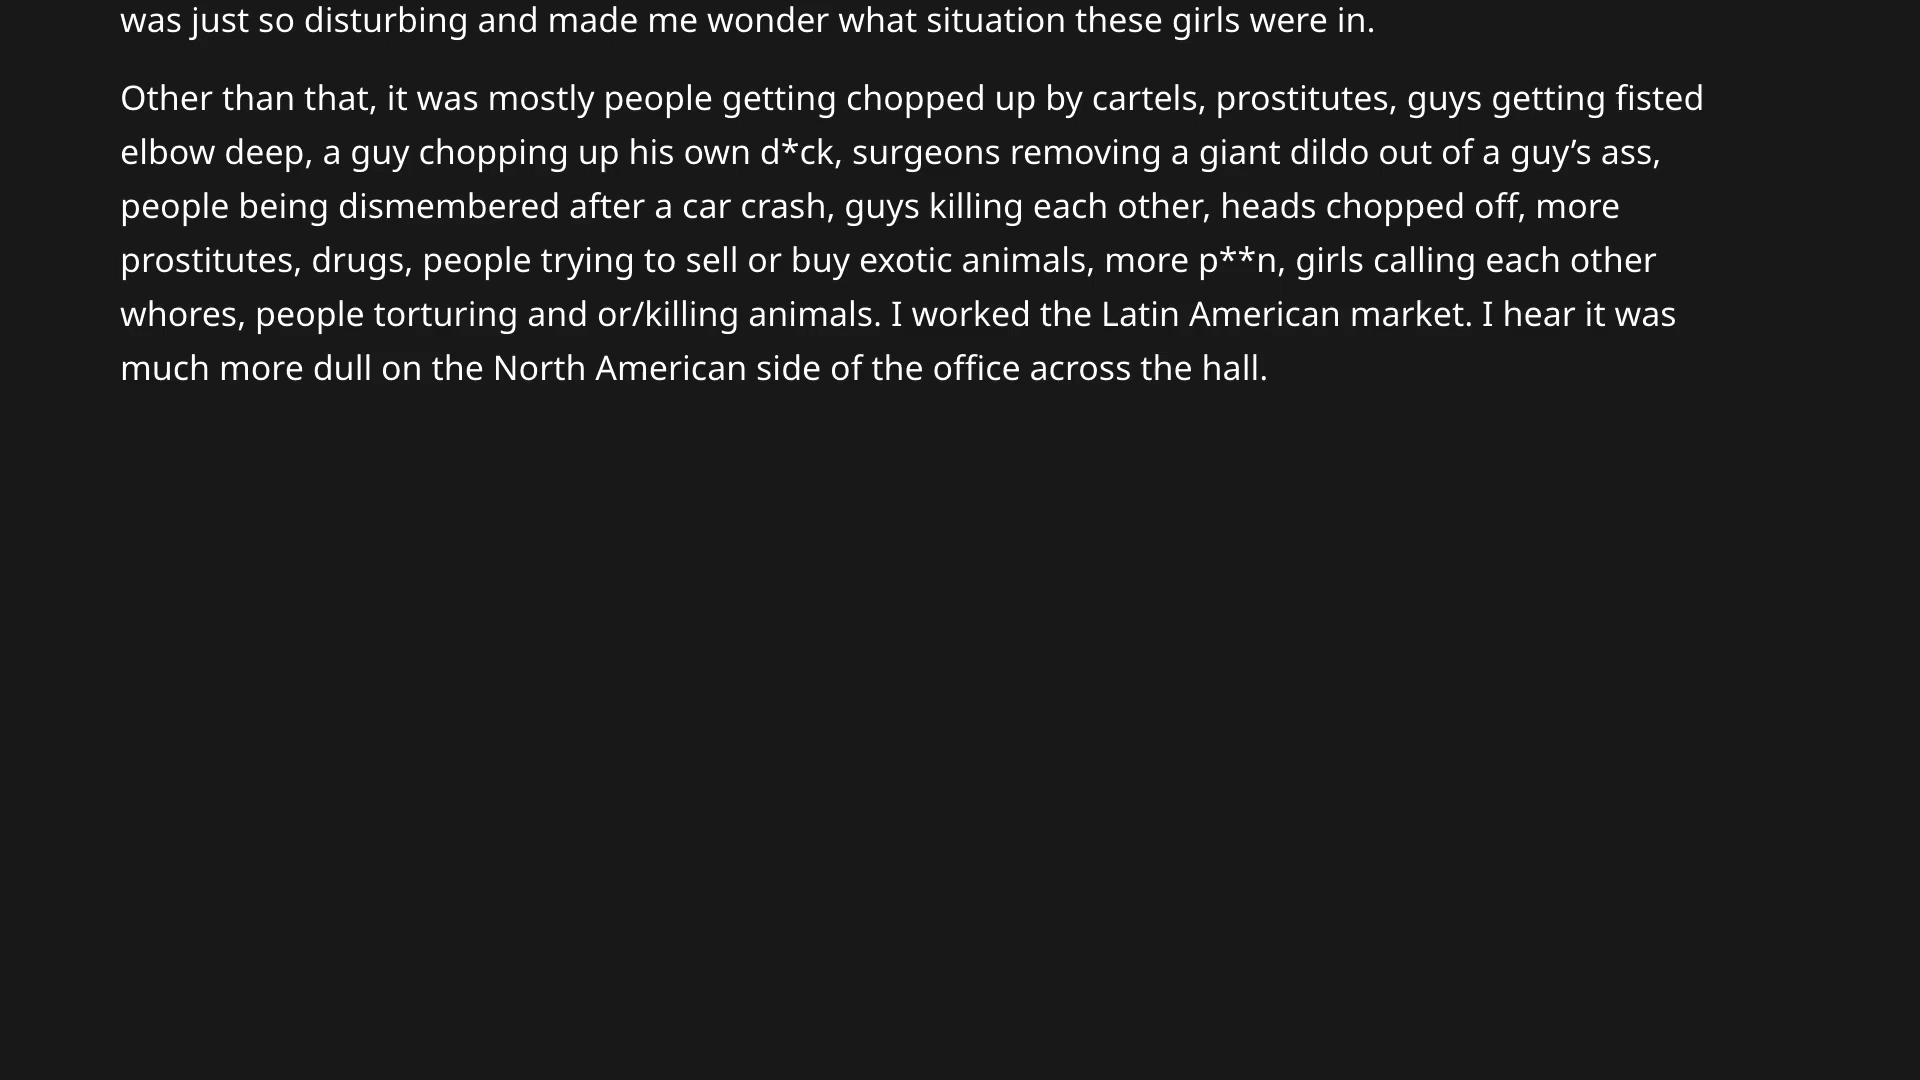 was just so disturbing and made me wonder what situation these girls were in.
Other than that, it was mostly people getting chopped up by cartels, prostitutes, guys getting fisted
elbow deep, a guy chopping up his own d*ck, surgeons removing a giant dildo out of a guy’s ass,
people being dismembered after a car crash, guys killing each other, heads chopped off, more
prostitutes, drugs, people trying to sell or buy exotic animals, more p**n, girls calling each other
whores, people torturing and or/killing animals. I worked the Latin American market. I hear it was
much more dull on the North American side of the office across the hall.